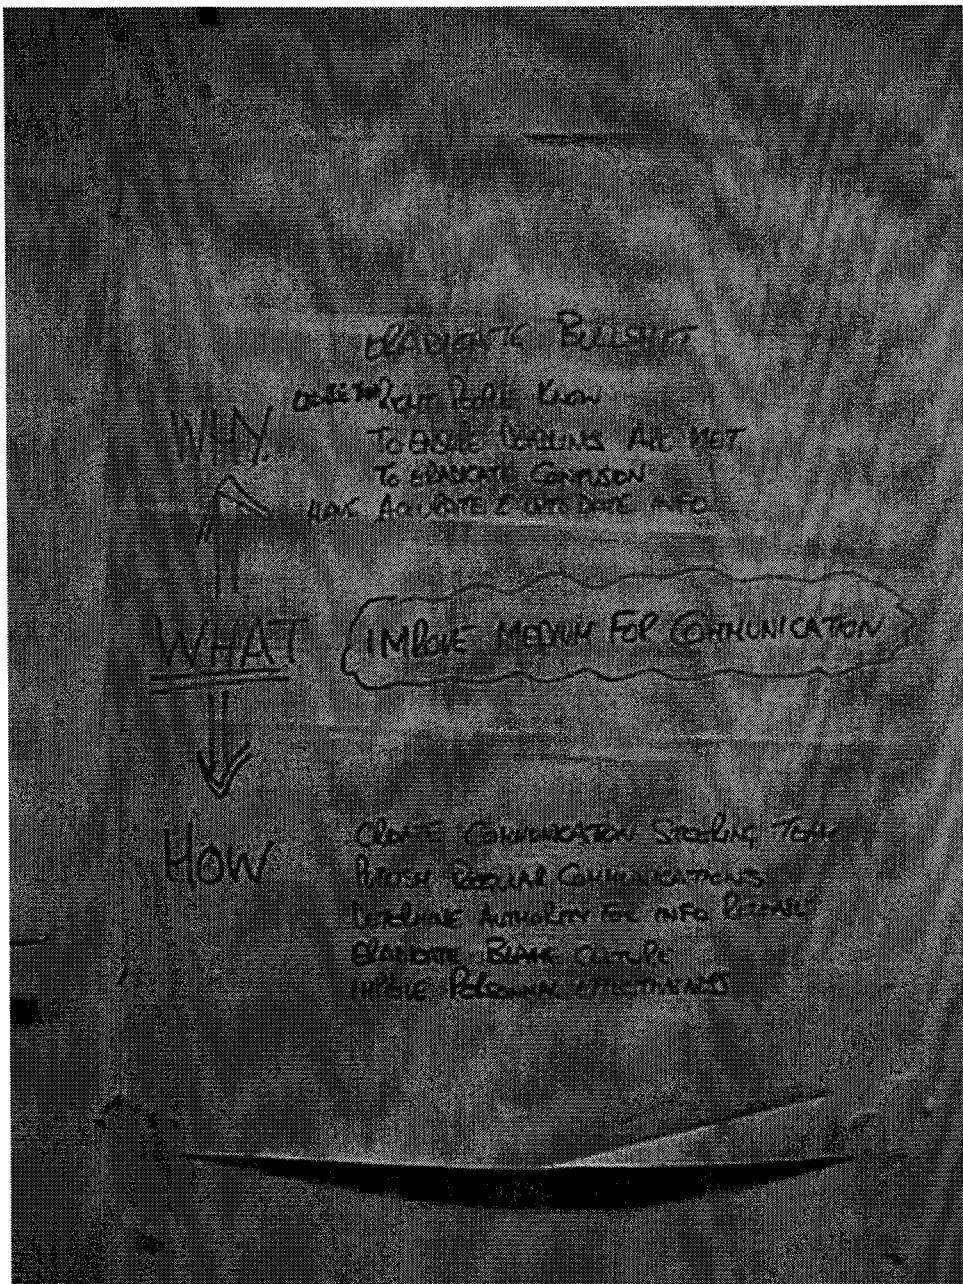 ERADICATE BULLSHIT
WHY.
RIGHT PEOPLE KNOW
TO ENSURE DEADLINES ARE MET
TO ERADICATE CONFUSION
HAVE ACCURATE & UP TO DATE INFO
WHAT
IMPROVE MEDIUM FOR COMMUNICATION
HOW
CREATE COMMUNICATION STEERING TEAM
PUBLISH REGULAR COMMUNICATIONS
DETERMINE AUTHORITY FOR INFO
ERADICATE BLAME CULTURE
IMPROVE PERSONAL EFFECTIVENESS